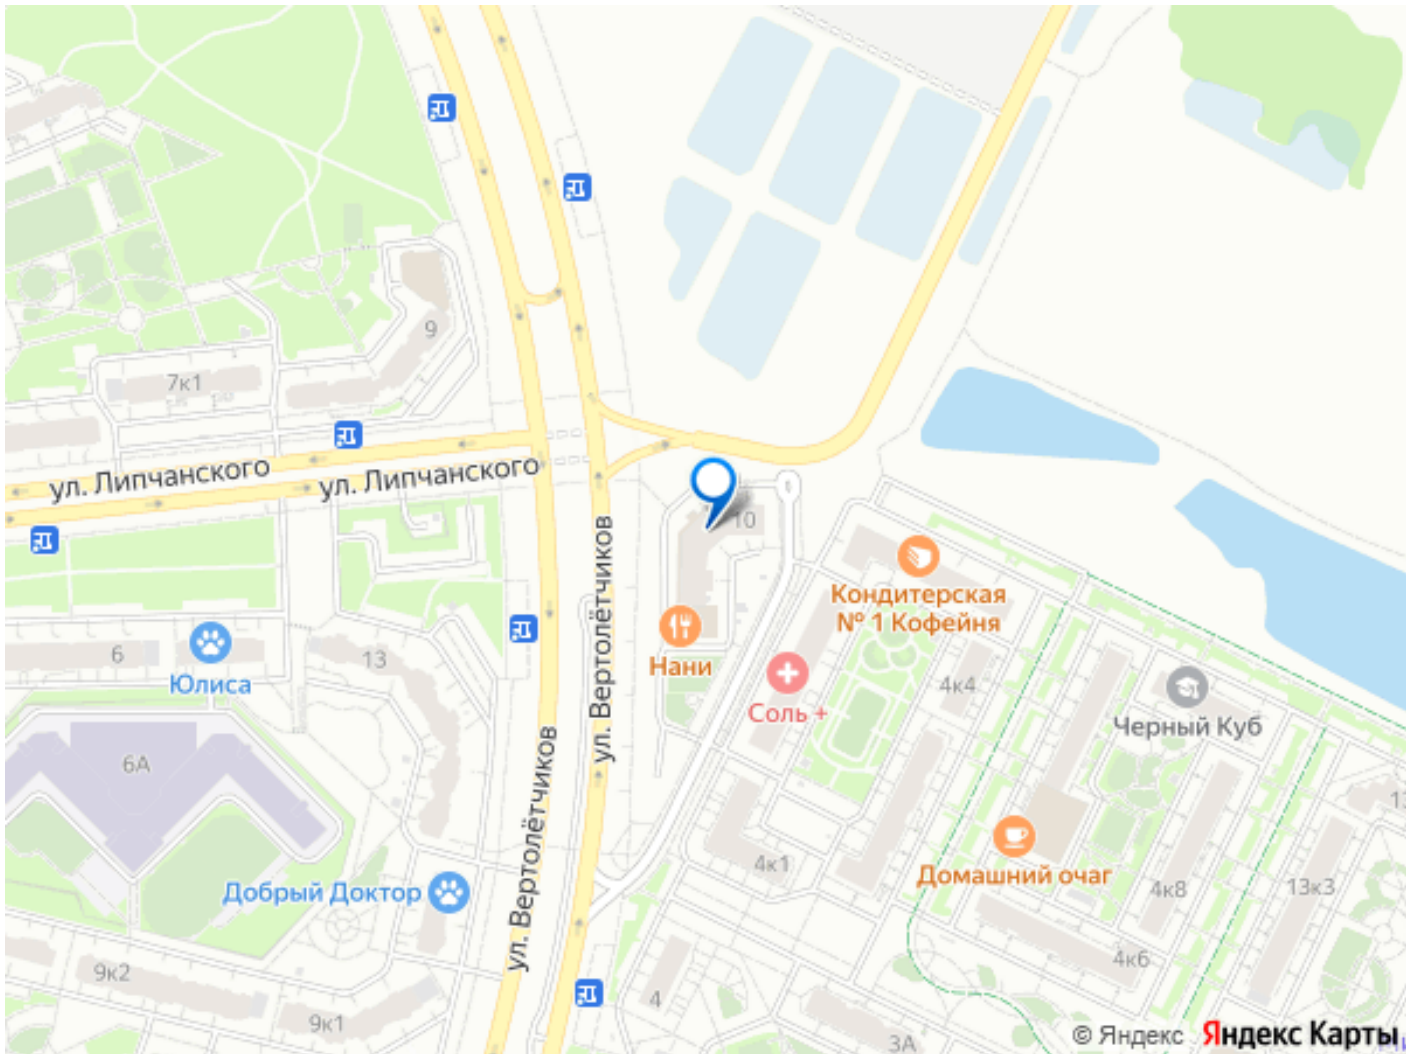 9
7к1
ул. Липчанского
ул. Липчанского
10
Кондитерская
№ 1 Кофейня
ул. Вертолётчиков
6
Юлиса
13
Нани
4к4
Соль +
Черный Куб
6А
ул. Вертолётчиков
4к1
Домашний очаг
4к8
13к3
Добрый Доктор
9к2
4к6
4
9к1
3А
© Яндекс Яндекс Карты